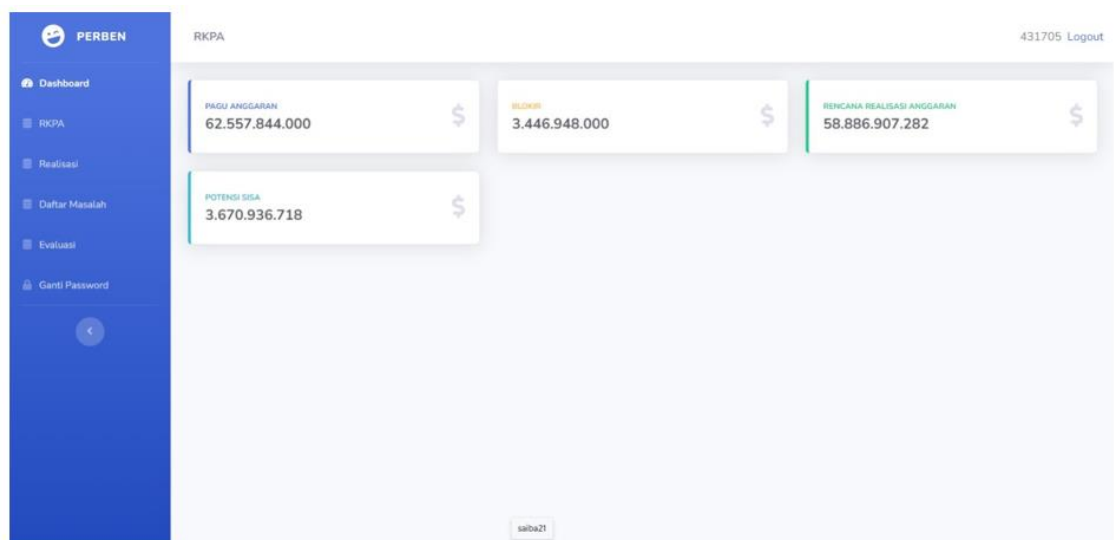 PERBEN
RKPA
431705 Logout
Dashboard
RKPA
Realisasi
Daftar Masalah
Evaluasi
Ganti Password
PAGU ANGGARAN
62.557.844.000
BLOKIR
3.446.948.000
RENCANA REALISASI ANGGARAN
58.886.907.282
POTENSI SISA
3.670.936.718
saiba21